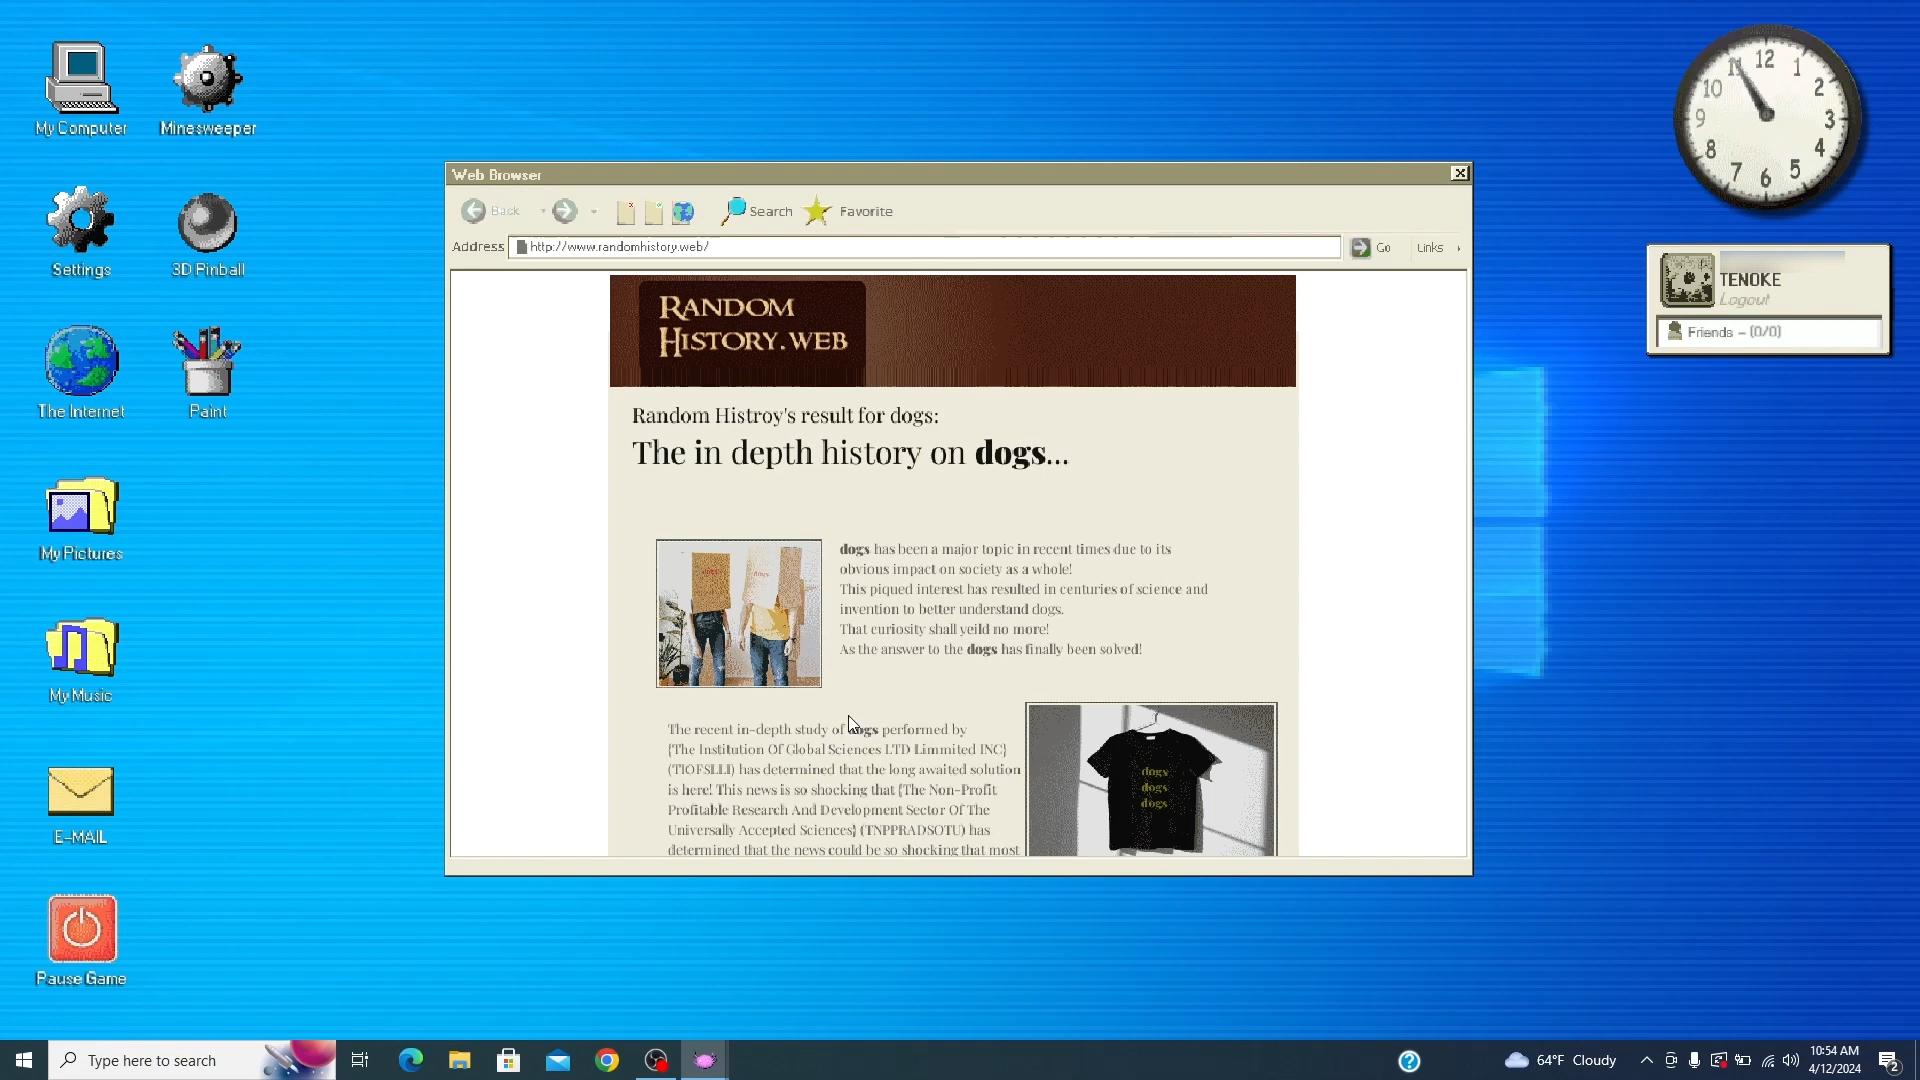 My Computer
Minesweeper
Settings
3D Pinball
The Internet
Paint
My Pictures
My Music
E-MAIL
Pause Game
Web Browser
Back
Search
Favorite
Address
http://www.randomhistory.web/
Go
Links
RANDOM
HISTORY.WEB
Random Histroy's result for dogs:
The in depth history on dogs...
dogs has been a major topic in recent times due to its
obvious impact on society as a whole!
This piqued interest has resulted in centuries of science and
invention to better understand dogs.
That curiosity shall yeild no more!
As the answer to the dogs has finally been solved!
dogs
dogs
The recent in-depth study of dogs performed by
{The Institution Of Global Sciences LTD Limmited INC}
(TIOFSLLI) has determined that the long awaited solution
is here! This news is so shocking that {The Non-Profit
Profitable Research And Development Sector Of The
Universally Accepted Sciences} (TNPPRADSOTU) has
determined that the news could be so shocking that most
dogs
dogs
dogs
12
1
2
3
4
5
6
7
8
9
10
11
TENOKE
Logout
Friends - (0/0)
Type here to search
64°F Cloudy
10:54 AM
4/12/2024
2